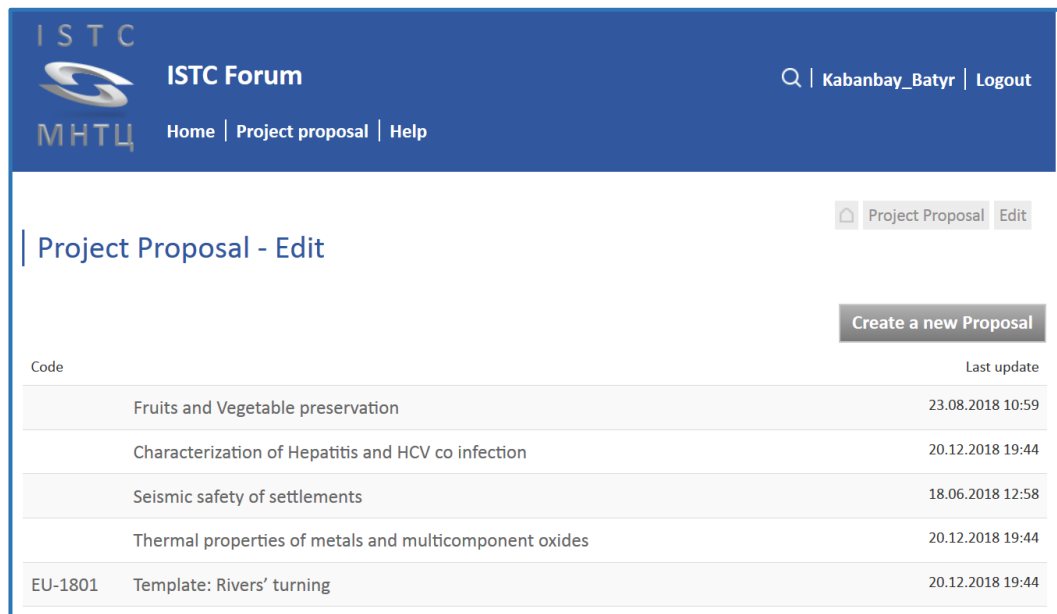 I S T C
ISTC Forum
Kabanbay_Batyr | Logout
МНТЦ
Home | Project proposal | Help
Project Proposal Edit
Project Proposal - Edit
Create a new Proposal
Code Last update
Fruits and Vegetable preservation 23.08.2018 10:59
Characterization of Hepatitis and HCV co infection 20.12.2018 19:44
Seismic safety of settlements 18.06.2018 12:58
Thermal properties of metals and multicomponent oxides 20.12.2018 19:44
EU-1801 Template: Rivers’ turning 20.12.2018 19:44